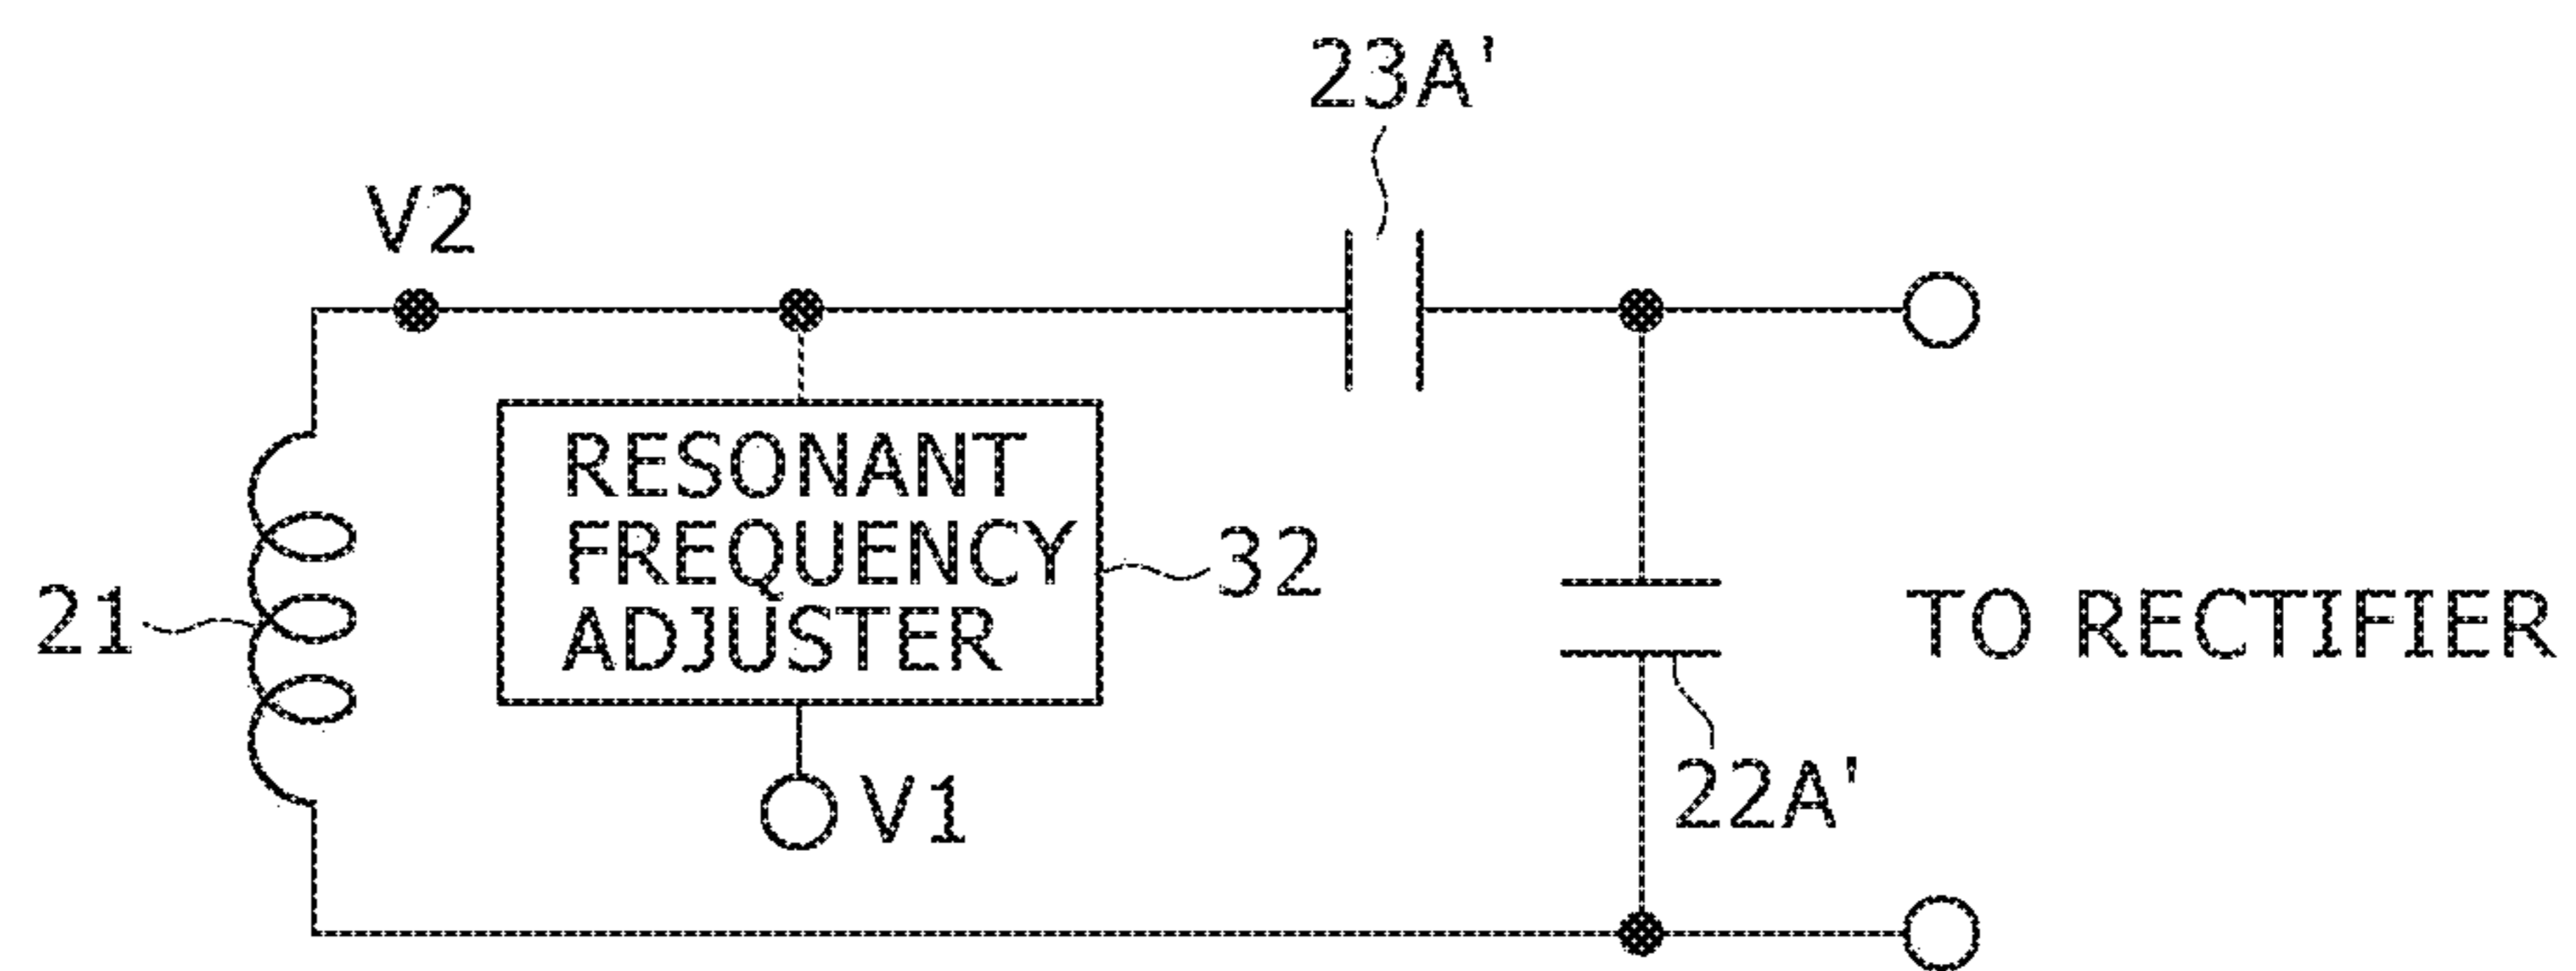 23A'
V2
RESONANT
FREQUENCY
ADJUSTER
32
21
TO RECTIFIER
V1
22A'